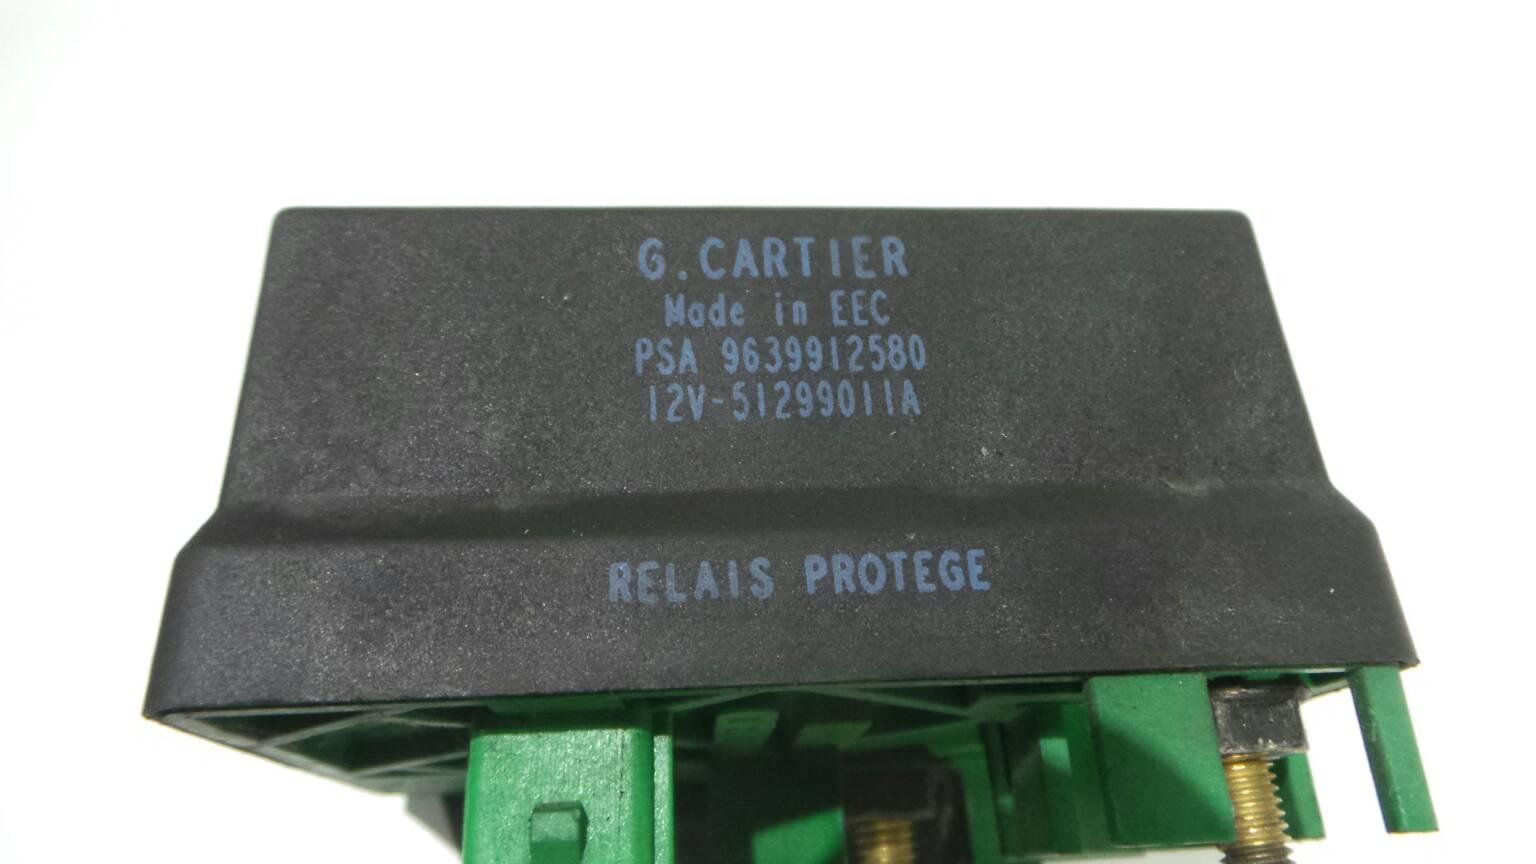 G.CARTIER
Made in EEC
PSA 9639912580
12V-51299011A
RELAIS PROTEGE